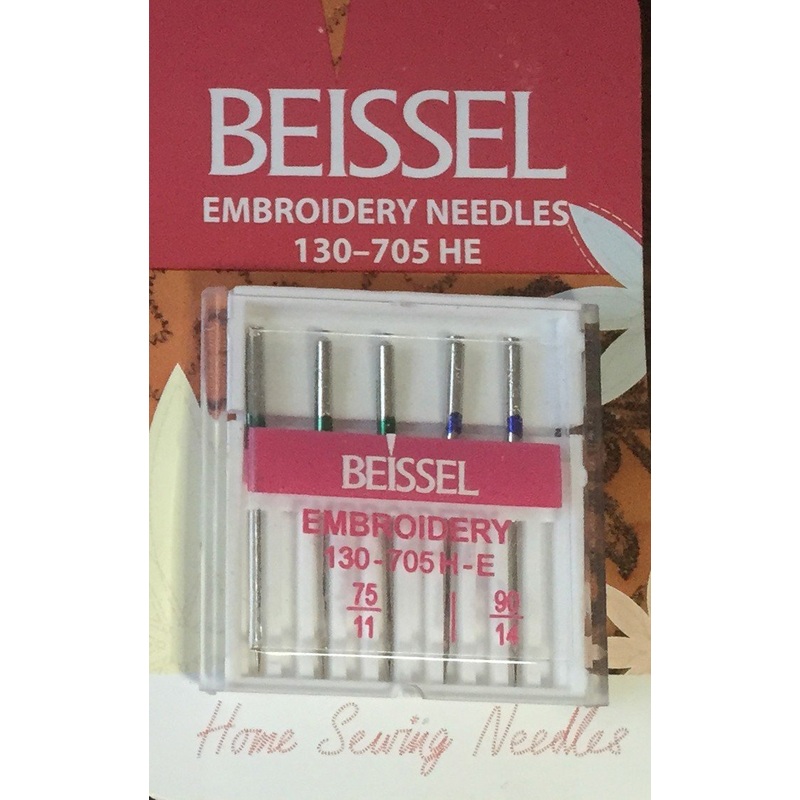 BEISSEL
EMBROIDERY NEEDLES
130–705 HE
BEISSEL
EMBROIDERY
130-705 H-E
75/11 | 90/14
Home Sewing Needles